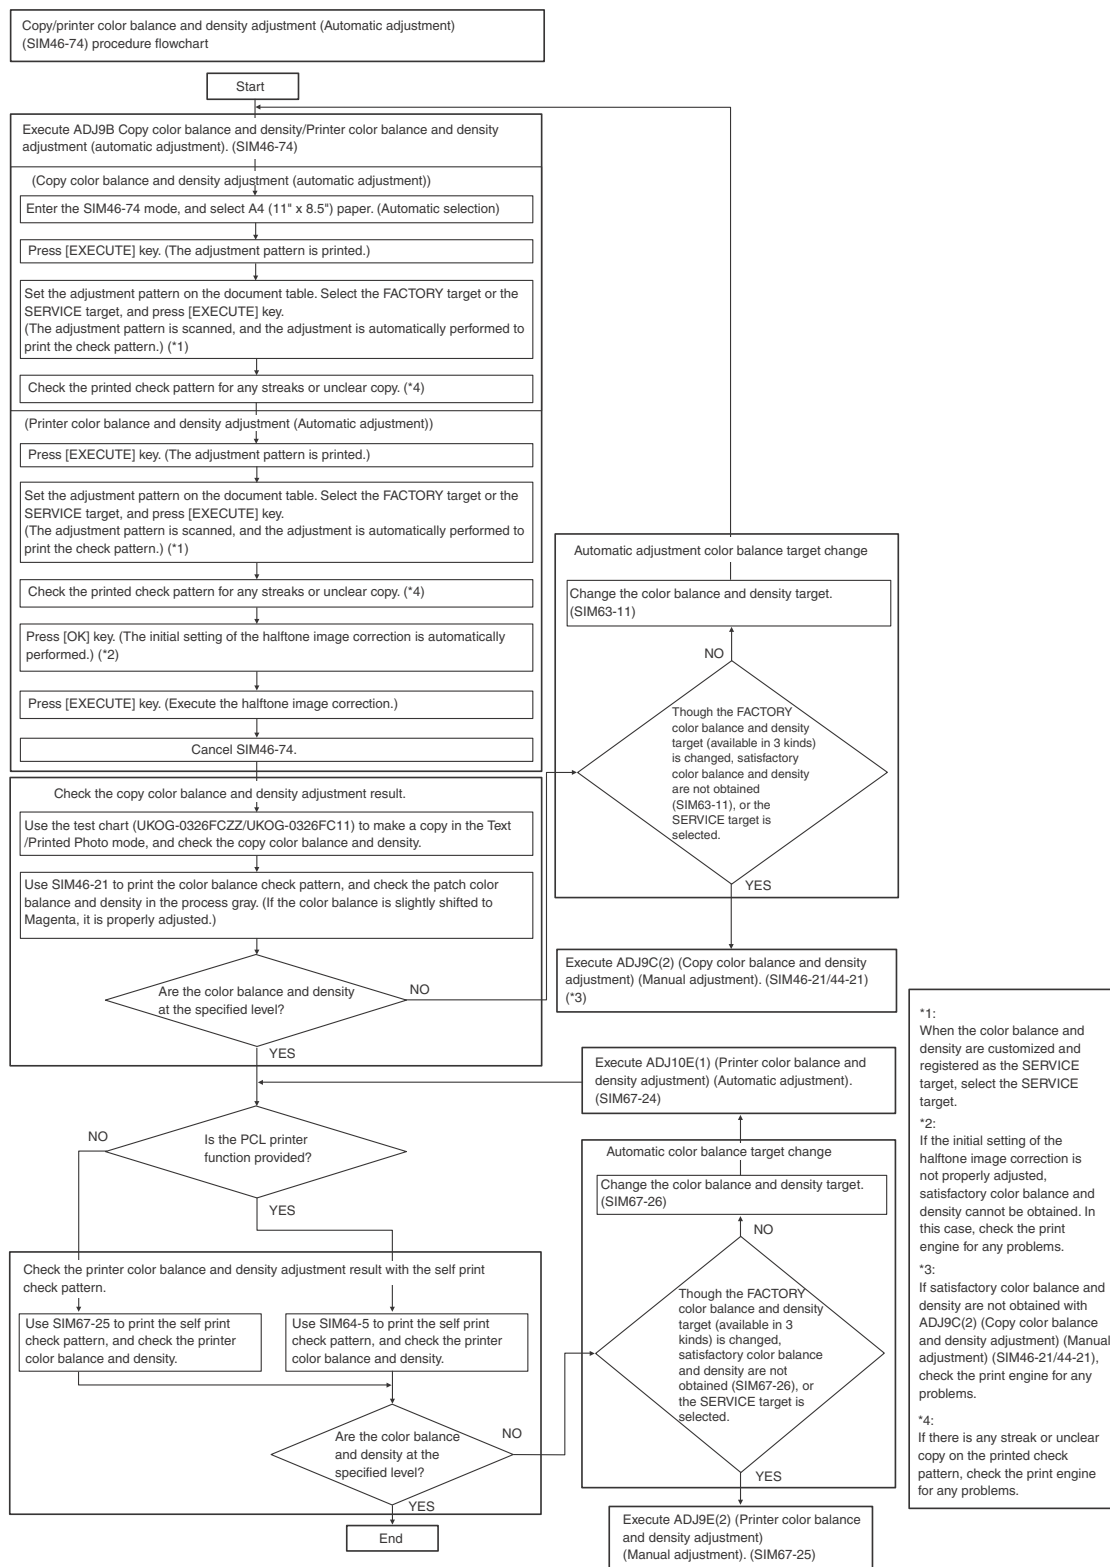 Copy/printer color balance and density adjustment (Automatic adjustment)
(SIM46-74) procedure flowchart
Start
Execute ADJ9B Copy color balance and density/Printer color balance and density
adjustment (automatic adjustment). (SIM46-74)
(Copy color balance and density adjustment (automatic adjustment))
Enter the SIM46-74 mode, and select A4 (11" x 8.5") paper. (Automatic selection)
Press [EXECUTE] key. (The adjustment pattern is printed.)
Set the adjustment pattern on the document table. Select the FACTORY target or the
SERVICE target, and press [EXECUTE] key.
(The adjustment pattern is scanned, and the adjustment is automatically performed to
print the check pattern.) (*1)
Check the printed check pattern for any streaks or unclear copy. (*4)
(Printer color balance and density adjustment (Automatic adjustment))
Press [EXECUTE] key. (The adjustment pattern is printed.)
Set the adjustment pattern on the document table. Select the FACTORY target or the
SERVICE target, and press [EXECUTE] key.
(The adjustment pattern is scanned, and the adjustment is automatically performed to
print the check pattern.) (*1)
Check the printed check pattern for any streaks or unclear copy. (*4)
Press [OK] key. (The initial setting of the halftone image correction is automatically
performed.) (*2)
Press [EXECUTE] key. (Execute the halftone image correction.)
Cancel SIM46-74.
Automatic adjustment color balance target change
Change the color balance and density target.
(SIM63-11)
NO
Though the FACTORY
color balance and density
target (available in 3 kinds)
is changed, satisfactory
color balance and density
are not obtained
(SIM63-11), or the
SERVICE target is
selected.
YES
Execute ADJ9C(2) (Copy color balance and density
adjustment) (Manual adjustment). (SIM46-21/44-21)
(*3)
Check the copy color balance and density adjustment result.
Use the test chart (UKOG-0326FCZZ/UKOG-0326FC11) to make a copy in the Text
/Printed Photo mode, and check the copy color balance and density.
Use SIM46-21 to print the color balance check pattern, and check the patch color
balance and density in the process gray. (If the color balance is slightly shifted to
Magenta, it is properly adjusted.)
Are the color balance and density
at the specified level?
NO
YES
Execute ADJ10E(1) (Printer color balance and
density adjustment) (Automatic adjustment).
(SIM67-24)
Is the PCL printer
function provided?
NO
YES
Automatic color balance target change
Change the color balance and density target.
(SIM67-26)
NO
Though the FACTORY
color balance and density
target (available in 3
kinds) is changed,
satisfactory color balance
and density are not
obtained (SIM67-26), or
the SERVICE target is
selected.
YES
Execute ADJ9E(2) (Printer color balance
and density adjustment)
(Manual adjustment). (SIM67-25)
Check the printer color balance and density adjustment result with the self print
check pattern.
Use SIM67-25 to print the self print
check pattern, and check the printer
color balance and density.
Use SIM64-5 to print the self print
check pattern, and check the printer
color balance and density.
Are the color balance
and density at the
specified level?
NO
YES
End
*1:
When the color balance and
density are customized and
registered as the SERVICE
target, select the SERVICE
target.
*2:
If the initial setting of the
halftone image correction is
not properly adjusted,
satisfactory color balance and
density cannot be obtained. In
this case, check the print
engine for any problems.
*3:
If satisfactory color balance and
density are not obtained with
ADJ9C(2) (Copy color balance
and density adjustment) (Manual
adjustment) (SIM46-21/44-21),
check the print engine for any
problems.
*4:
If there is any streak or unclear
copy on the printed check
pattern, check the print engine
for any problems.